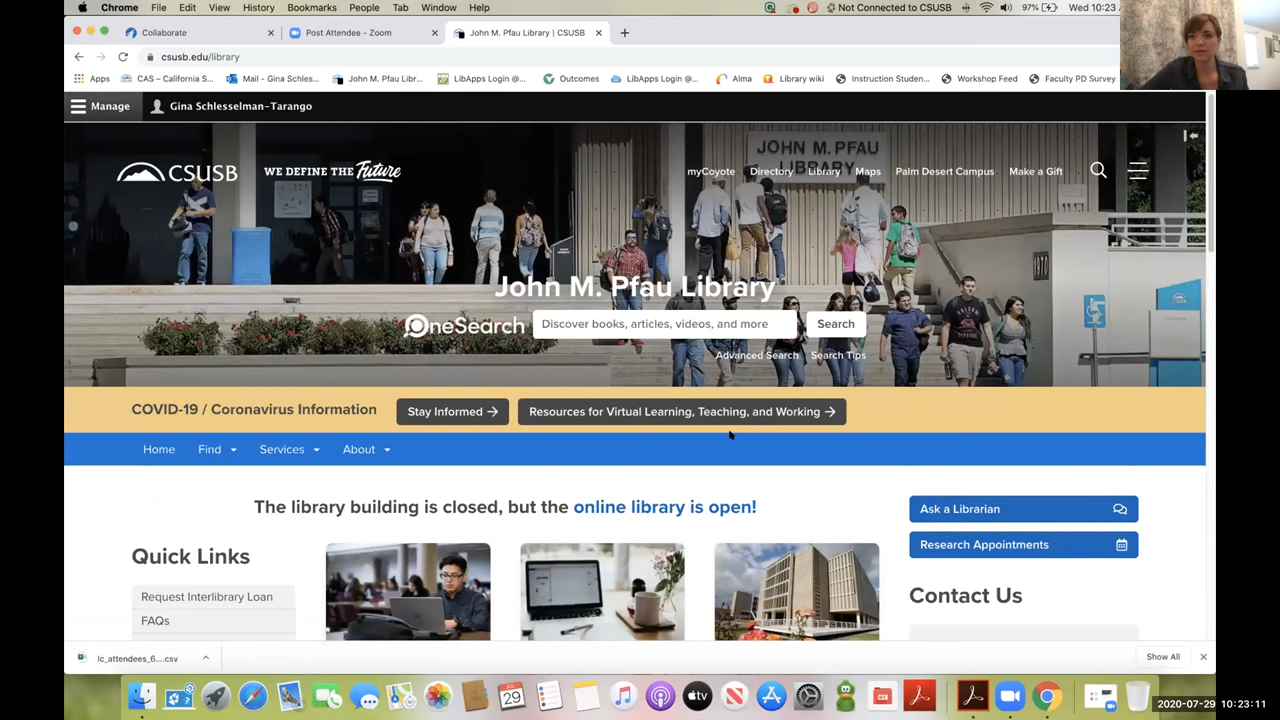 Chrome File Edit View History Bookmarks People Tab Window Help Not Connected to CSUSB 97% Wed 10:23
Collaborate Post Attendee - Zoom John M. Pfau Library | CSUSB
csusb.edu/library
Apps CAS – California S... Mail - Gina Schles... John M. Pfau Libr... LibApps Login @... Outcomes LibApps Login @... Alma Library wiki Instruction Studen... Workshop Feed Faculty PD Survey
Manage Gina Schlesselman-Tarango
JOHN M. PFAU
LIBRARY
CSUSB WE DEFINE THE Future myCoyote Directory Library Maps Palm Desert Campus Make a Gift
John M. Pfau Library
OneSearch Discover books, articles, videos, and more Search
Advanced Search Search Tips
COVID-19 / Coronavirus Information Stay Informed → Resources for Virtual Learning, Teaching, and Working →
Home Find Services About
The library building is closed, but the online library is open!
Ask a Librarian
Research Appointments
Quick Links
Request Interlibrary Loan
FAQs
Contact Us
lc_attendees_6....csv Show All
29
2020-07-29 10:23:11